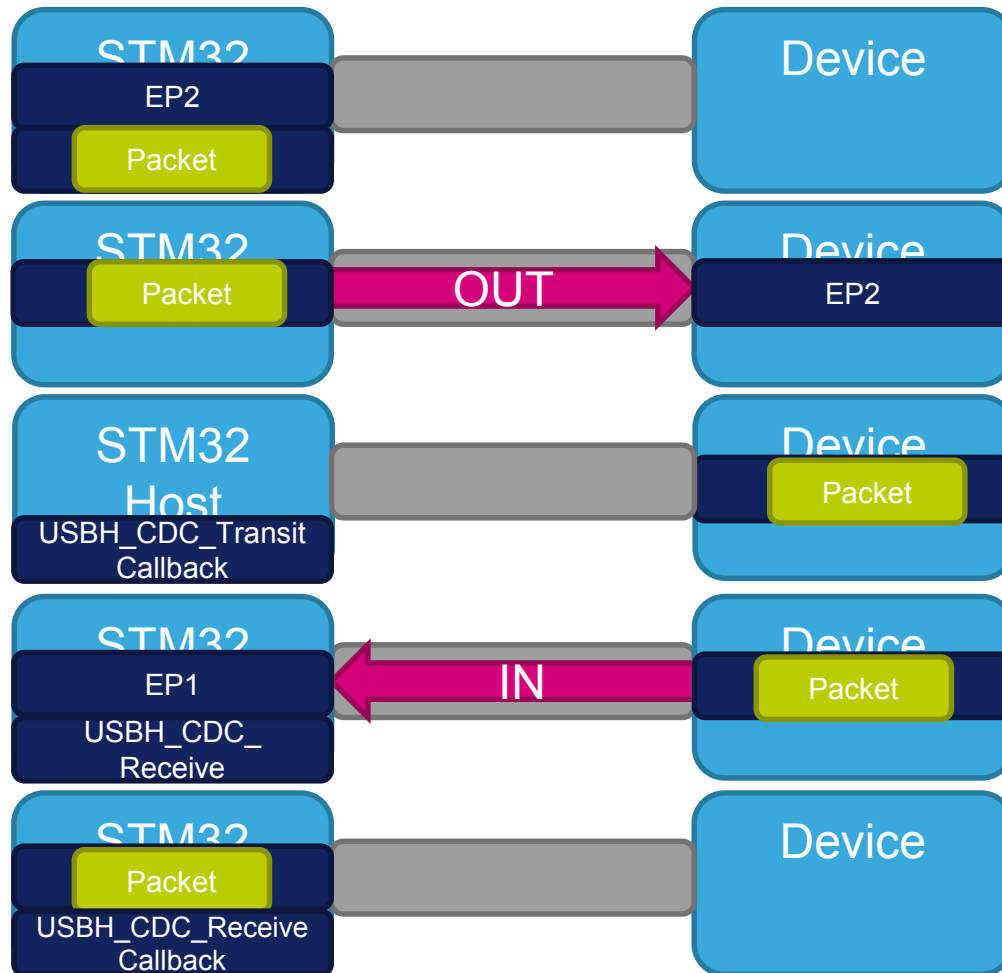 STM32
Device
EP2
Packet
STM32
Device
Packet
OUT
EP2
STM32
Host
Device
Packet
USBH_CDC_Transit
Callback
STM32
Device
EP1
IN
Packet
USBH_CDC_
Receive
STM32
Device
Packet
USBH_CDC_Receive
Callback